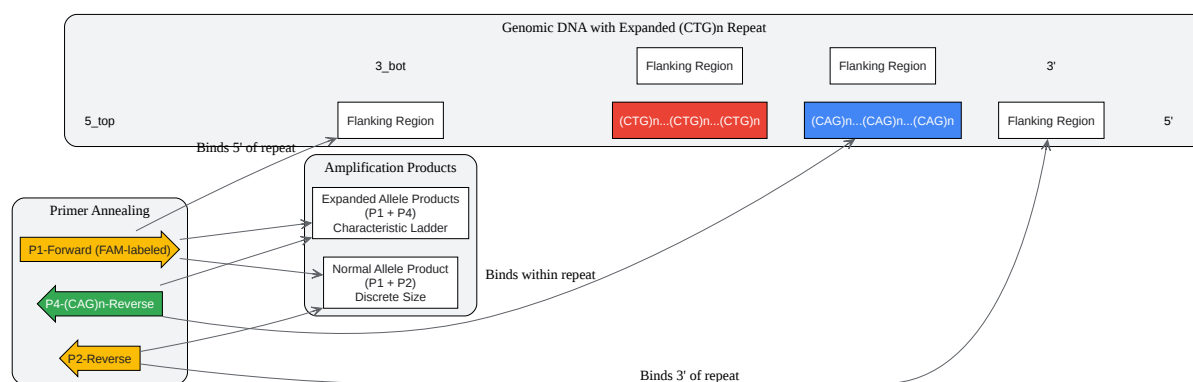 Genomic DNA with Expanded (CTG)n Repeat
3_bot
Flanking Region
Flanking Region
3'
5_top
Flanking Region
(CTG)n...(CTG)n...(CTG)n
(CAG)n...(CAG)n...(CAG)n
Flanking Region
5'
Binds 5' of repeat
Amplification Products
Expanded Allele Products
(P1 + P4)
Characteristic Ladder
Normal Allele Product
(P1 + P2)
Discrete Size
Primer Annealing
P1-Forward (FAM-labeled)
P4-(CAG)n-Reverse
P2-Reverse
Binds within repeat
Binds 3' of repeat